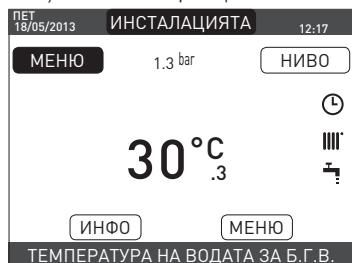 ПЕТ
18/05/2013 ИНСТАЛАЦИЯТА 12:17
МЕНЮ 1.3 bar НИВО
30°C
.3
ИНФО МЕНЮ
ТЕМПЕРАТУРА НА ВОДАТА ЗА Б.Г.В.